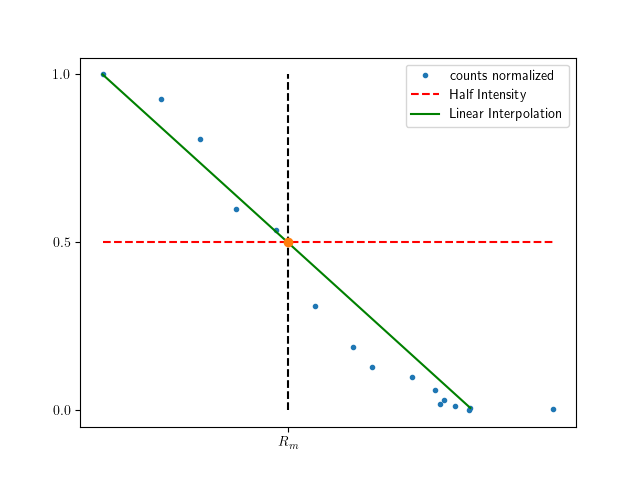 1.0
counts normalized
Half Intensity
Linear Interpolation
0.5
0.0
R_m